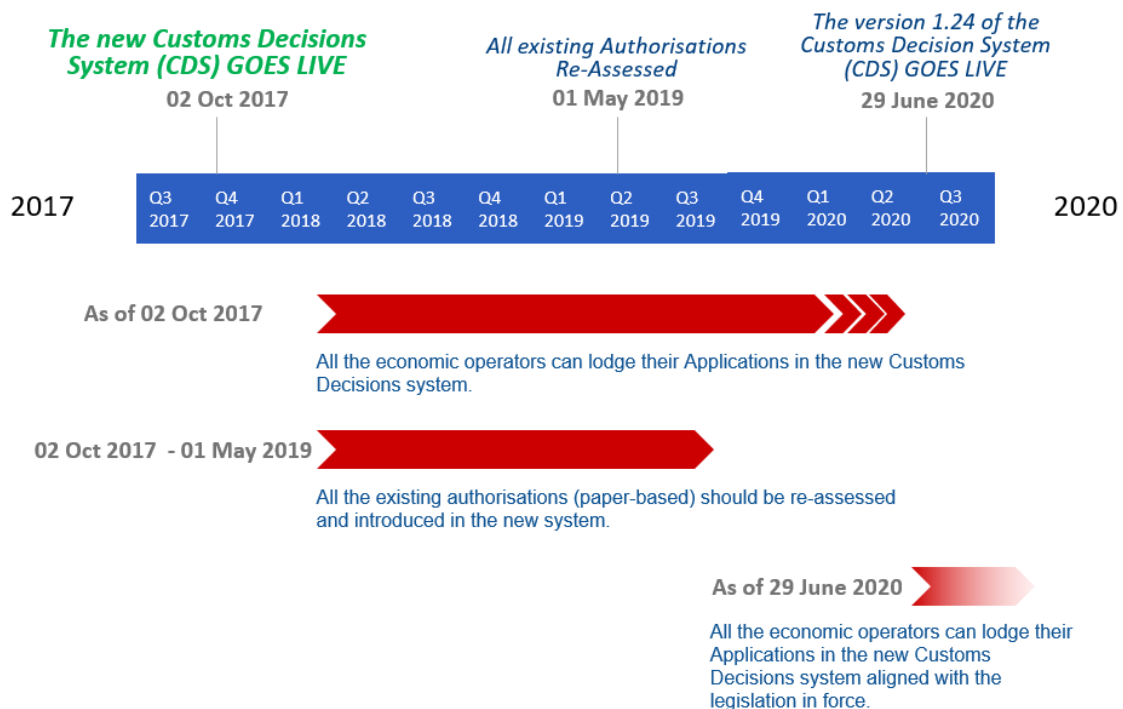 The new Customs Decisions
System (CDS) GOES LIVE
02 Oct 2017
All existing Authorisations
Re-Assessed
01 May 2019
The version 1.24 of the
Customs Decision System
(CDS) GOES LIVE
29 June 2020
2017
Q3 2017
Q4 2017
Q1 2018
Q2 2018
Q3 2018
Q4 2018
Q1 2019
Q2 2019
Q3 2019
Q4 2019
Q1 2020
Q2 2020
Q3 2020
2020
As of 02 Oct 2017
All the economic operators can lodge their Applications in the new Customs
Decisions system.
02 Oct 2017 - 01 May 2019
All the existing authorisations (paper-based) should be re-assessed
and introduced in the new system.
As of 29 June 2020
All the economic operators can lodge their
Applications in the new Customs
Decisions system aligned with the
legislation in force.